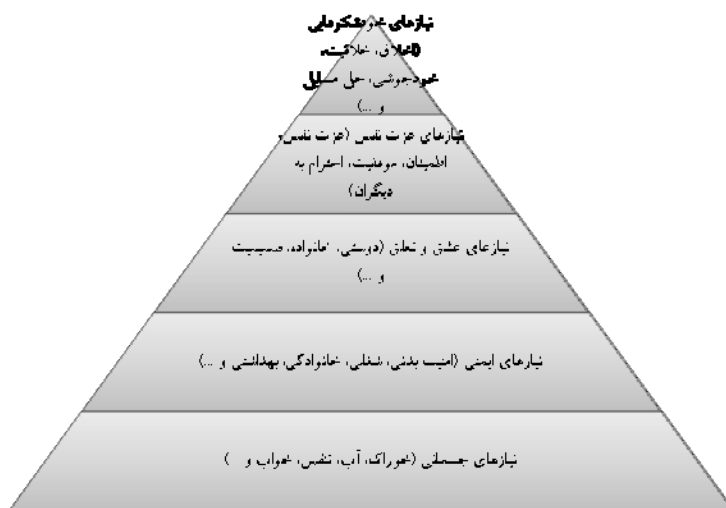 نیازهای خودشکوفایی
(اخلاق، خلاقیت،
خودجوشی، حل مسایل
و ...)
نیازهای عزت نفس (عزت نفس،
اطمینان، موفقیت، احترام به
دیگران)
نیازهای عشق و تعلق (دوستی، خانواده، صمیمیت
و ...)
نیازهای ایمنی (امنیت بدنی، شغلی، خانوادگی، بهداشتی و ...)
نیازهای جسمانی (خوراک، آب، تنفس، خواب و ...)